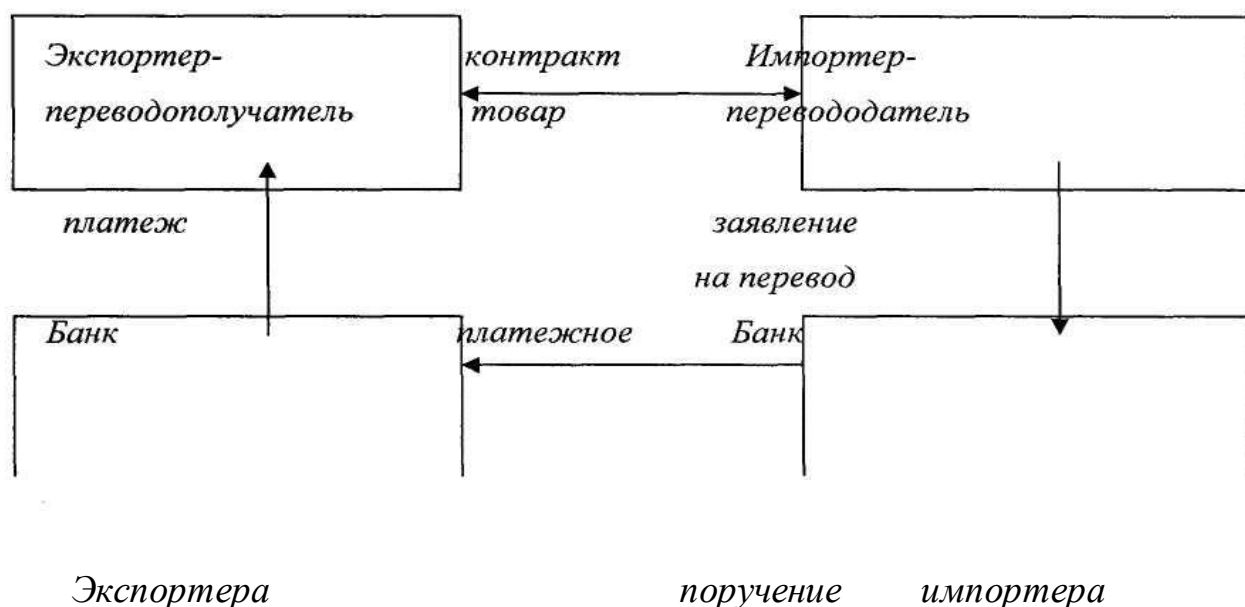 Экспортер- контракт Импортер-
переводополучатель товар перевододатель
платеж заявление
на перевод
Банк платежное Банк
Экспортера поручение импортера